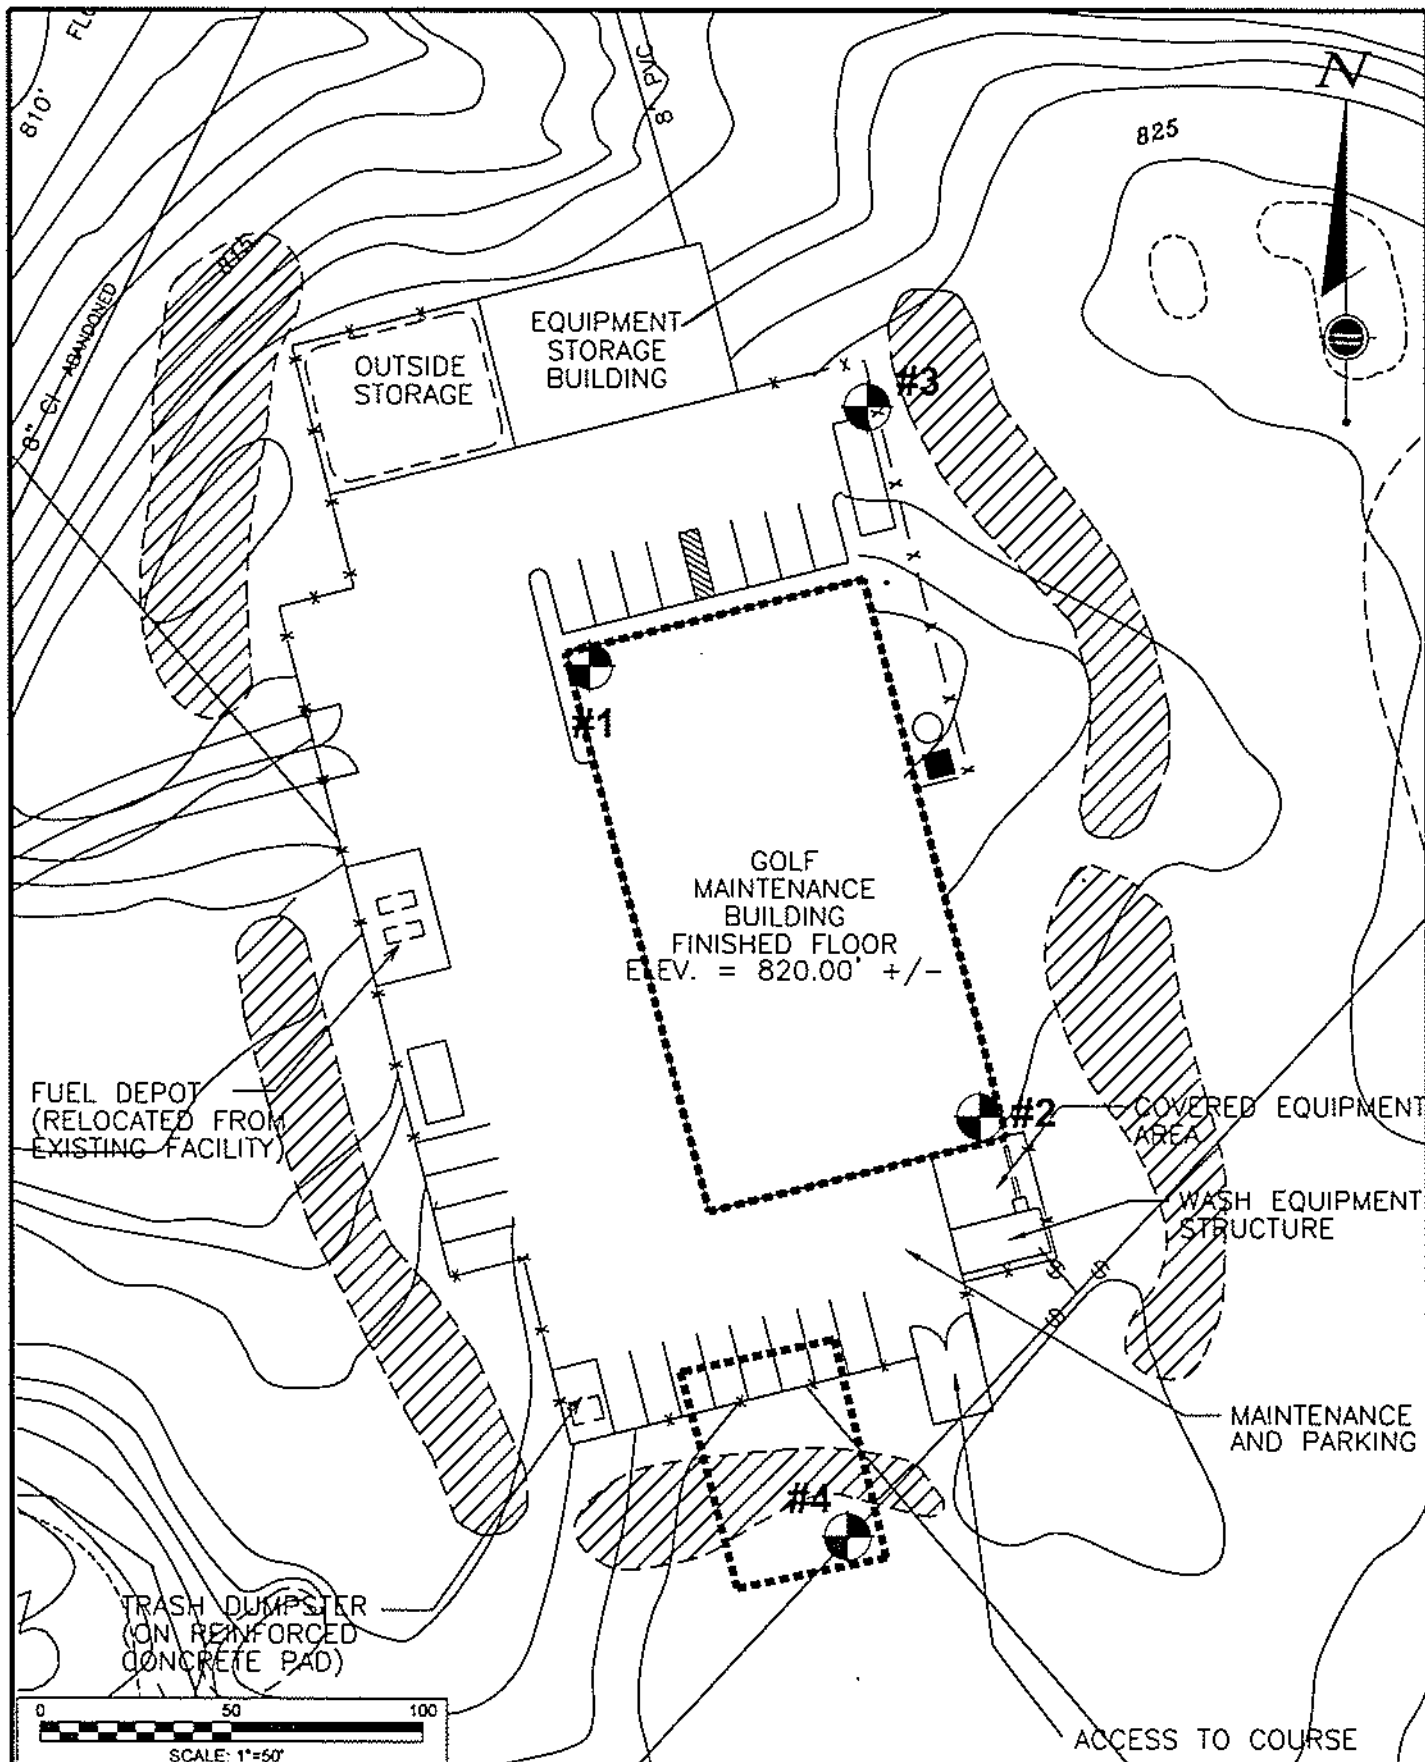 FL
810'
8" PVC
N
825
815
8" CI ABANDONED
EQUIPMENT
STORAGE
BUILDING
OUTSIDE
STORAGE
#3
#1
GOLF
MAINTENANCE
BUILDING
FINISHED FLOOR
ELEV. = 820.00' +/-
FUEL DEPOT
(RELOCATED FROM
EXISTING FACILITY)
#2
COVERED EQUIPMENT
AREA
WASH EQUIPMENT
STRUCTURE
S S
S
MAINTENANCE
AND PARKING
#4
TRASH DUMPSTER
(ON REINFORCED
CONCRETE PAD)
0 50 100
SCALE: 1"=50'
ACCESS TO COURSE